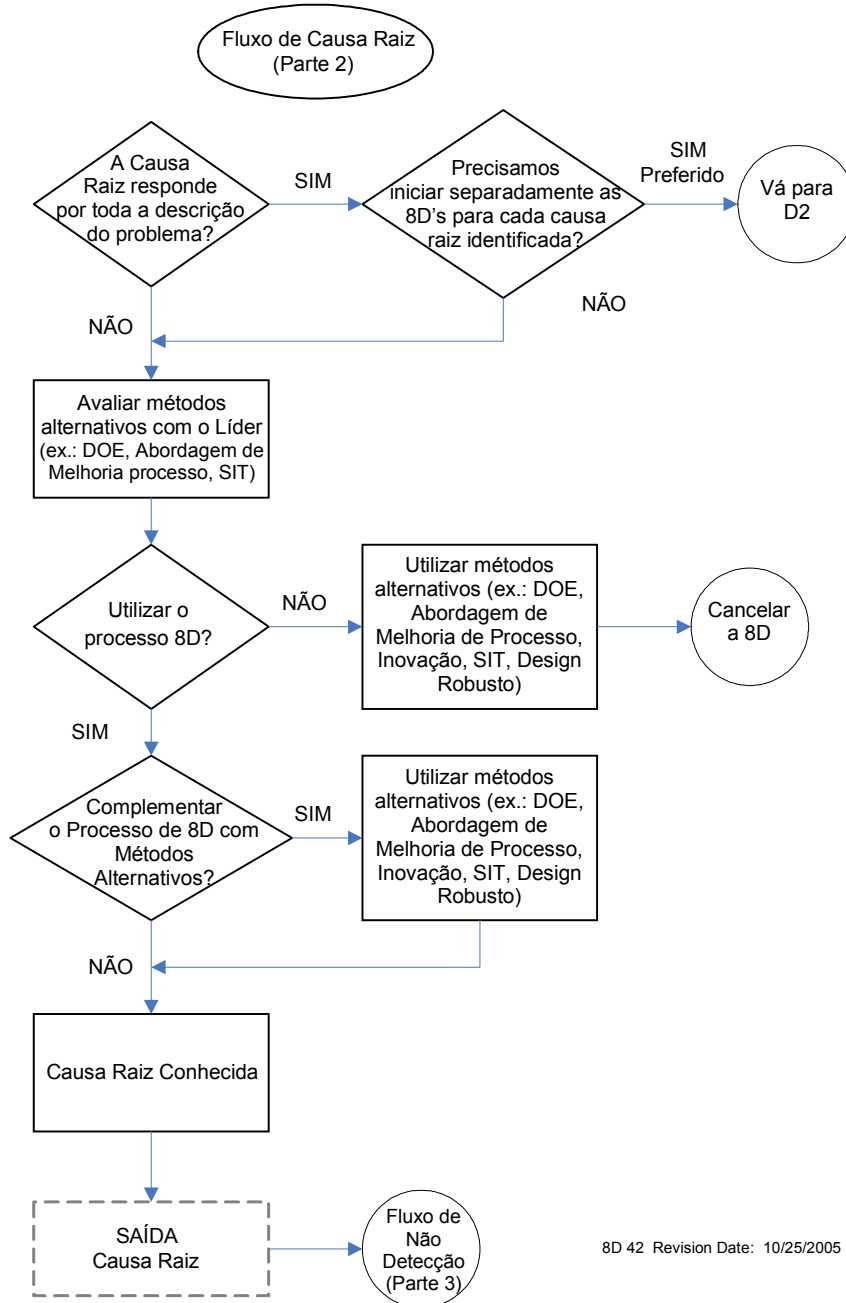 Fluxo de Causa Raiz
(Parte 2)
A Causa
Raiz responde
por toda a descrição
do problema?
SIM
Precisamos
iniciar separadamente as
8D's para cada causa
raiz identificada?
SIM
Preferido
Vá para
D2
NÃO
NÃO
Avaliar métodos
alternativos com o Líder
(ex.: DOE, Abordagem de
Melhoria processo, SIT)
Utilizar o
processo 8D?
NÃO
Utilizar métodos
alternativos (ex.: DOE,
Abordagem de
Melhoria de Processo,
Inovação, SIT, Design
Robusto)
Cancelar
a 8D
SIM
Complementar
o Processo de 8D com
Métodos
Alternativos?
SIM
Utilizar métodos
alternativos (ex.: DOE,
Abordagem de
Melhoria de Processo,
Inovação, SIT, Design
Robusto)
NÃO
Causa Raiz Conhecida
SAÍDA
Causa Raiz
Fluxo de
Não
Detecção
(Parte 3)
8D 42 Revision Date: 10/25/2005